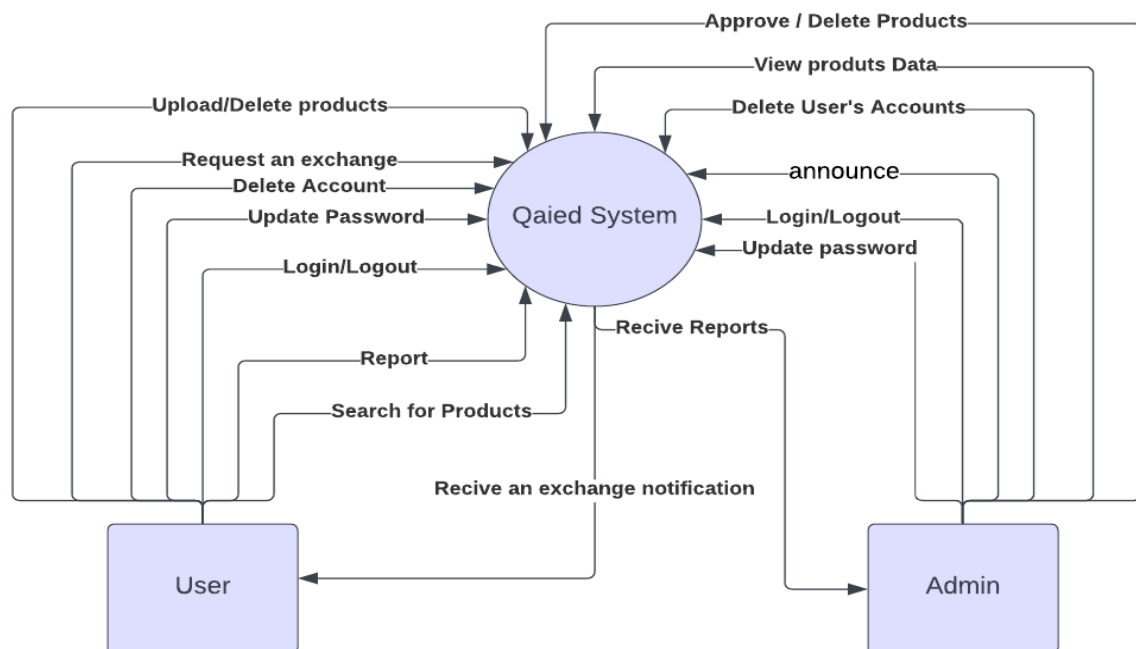 Approve / Delete Products
View produts Data
Upload/Delete products
Delete User's Accounts
Request an exchange
announce
Delete Account
Qaied System
Update Password
Login/Logout
Update password
Login/Logout
Recive Reports
Report
Search for Products
Recive an exchange notification
User
Admin